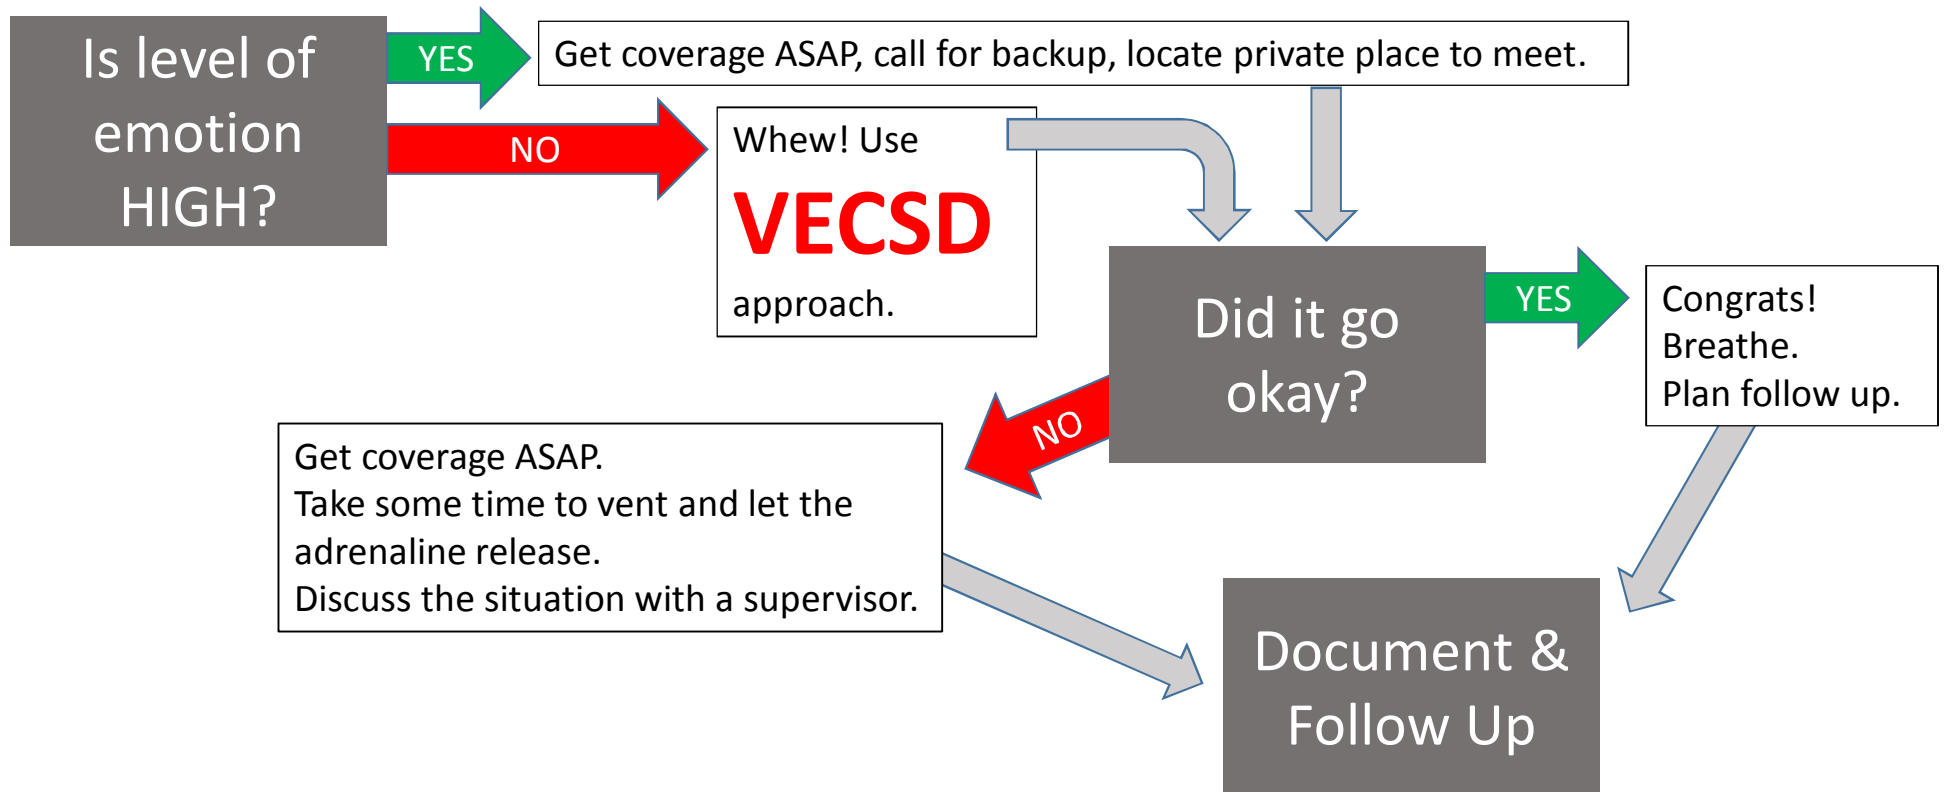 Is level of
emotion
HIGH?
YES
Get coverage ASAP, call for backup, locate private place to meet.
NO
Whew! Use
VECSD
approach.
Did it go
okay?
YES
Congrats!
Breathe.
Plan follow up.
NO
Get coverage ASAP.
Take some time to vent and let the
adrenaline release.
Discuss the situation with a supervisor.
Document &
Follow Up